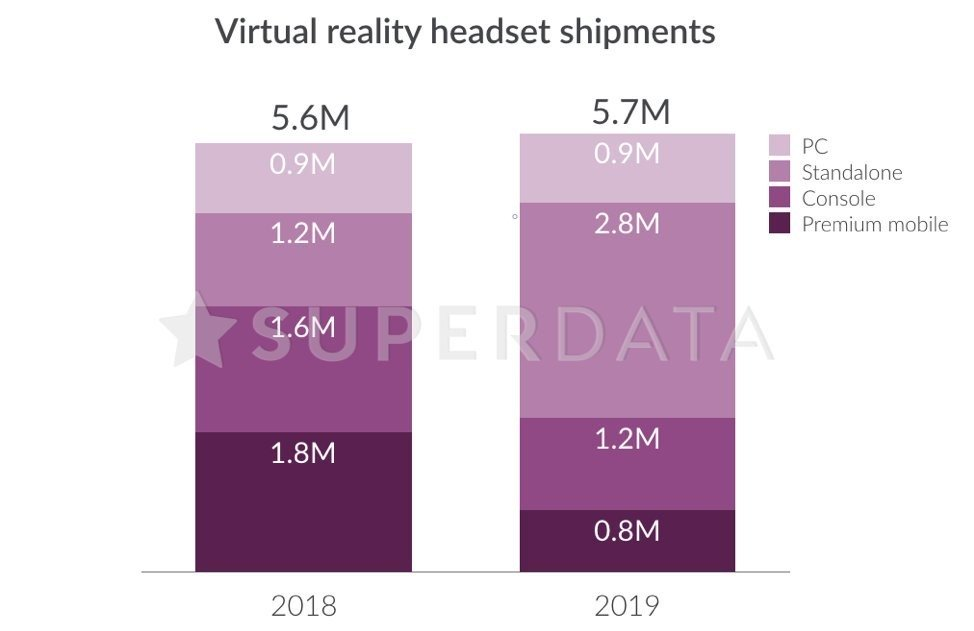 Virtual reality headset shipments
5.6M
5.7M
0.9M
1.2M
1.6M
1.8M
0.9M
2.8M
1.2M
0.8M
PC
Standalone
Console
Premium mobile
SUPERDATA
2018
2019